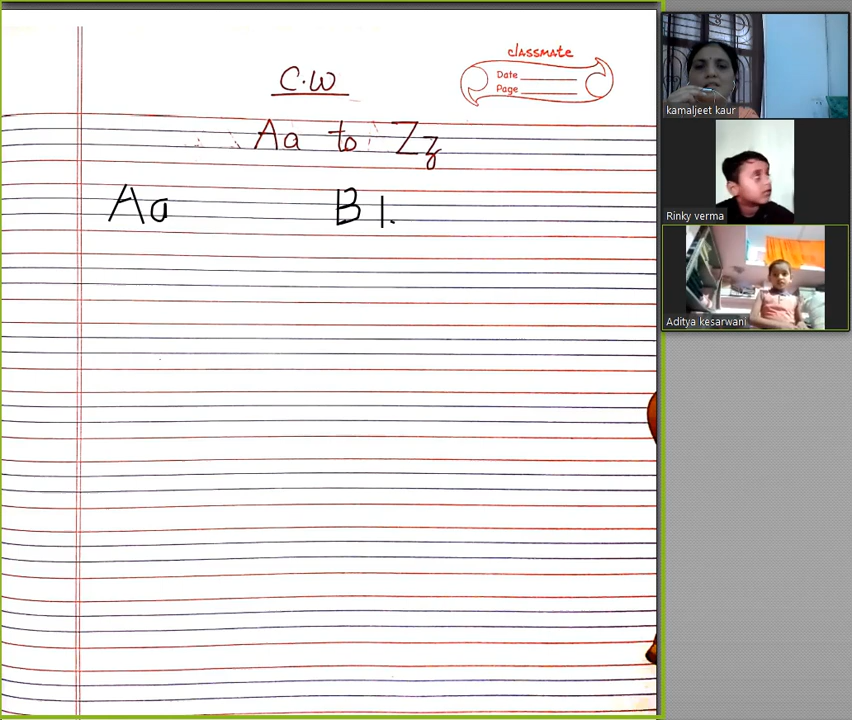 classmate
C.W
Date
Page
Aa to Zz
Aa B
kamaljeet kaur
Rinky verma
Aditya kesarwani